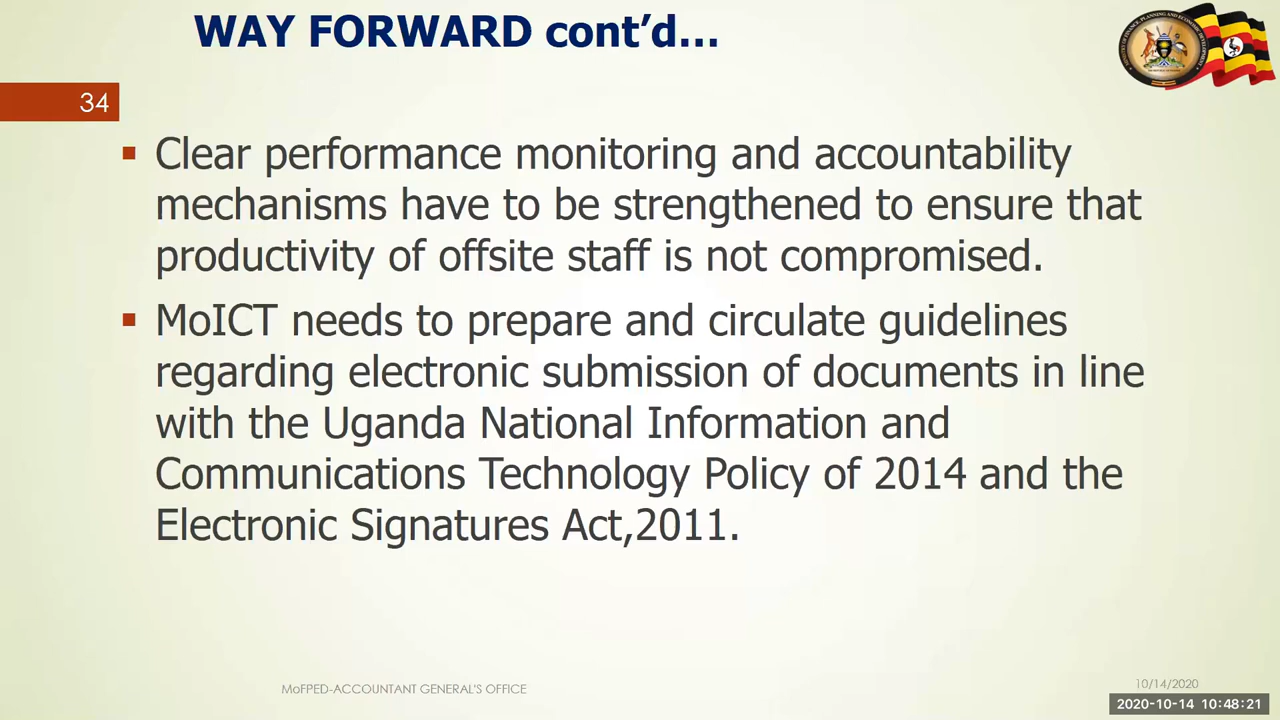 WAY FORWARD cont’d…
34
▪ Clear performance monitoring and accountability
mechanisms have to be strengthened to ensure that
productivity of offsite staff is not compromised.
▪ MoICT needs to prepare and circulate guidelines
regarding electronic submission of documents in line
with the Uganda National Information and
Communications Technology Policy of 2014 and the
Electronic Signatures Act,2011.
MoFPED-ACCOUNTANT GENERAL'S OFFICE
10/14/2020
2020-10-14 10:48:21